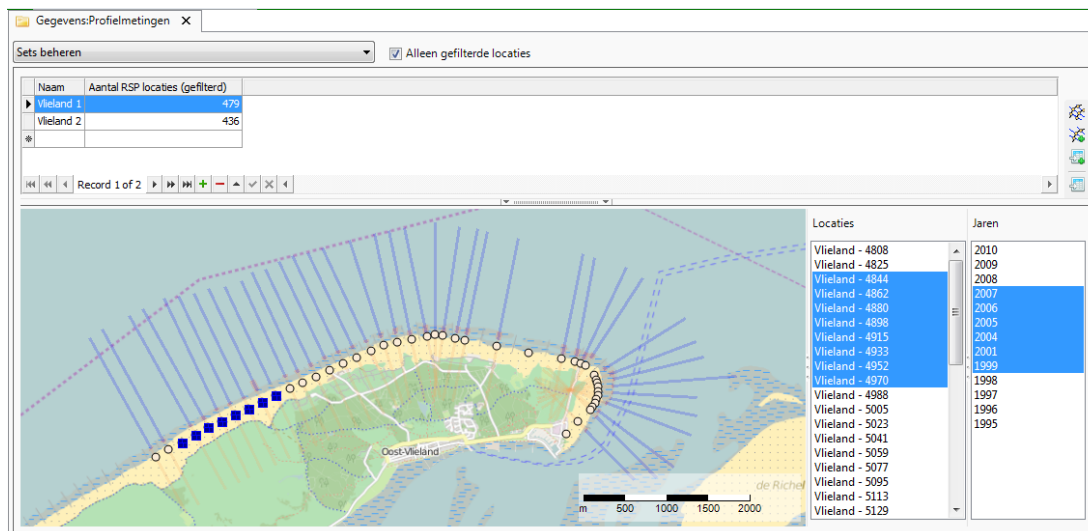 Gegevens:Profielmetingen X
Sets beheren
Alleen gefilterde locaties
Naam Aantal RSP locaties (gefilterd)
Vlieland 1 479
Vlieland 2 436
Record 1 of 2
Locaties
Vlieland - 4808
Vlieland - 4825
Vlieland - 4844
Vlieland - 4862
Vlieland - 4880
Vlieland - 4898
Vlieland - 4915
Vlieland - 4933
Vlieland - 4952
Vlieland - 4970
Vlieland - 4988
Vlieland - 5005
Vlieland - 5023
Vlieland - 5041
Vlieland - 5059
Vlieland - 5077
Vlieland - 5095
Vlieland - 5113
Vlieland - 5129
Jaren
2010
2009
2008
2007
2006
2005
2004
2001
1999
1998
1997
1996
1995
Oost-Vlieland
de Richel
m 500 1000 1500 2000